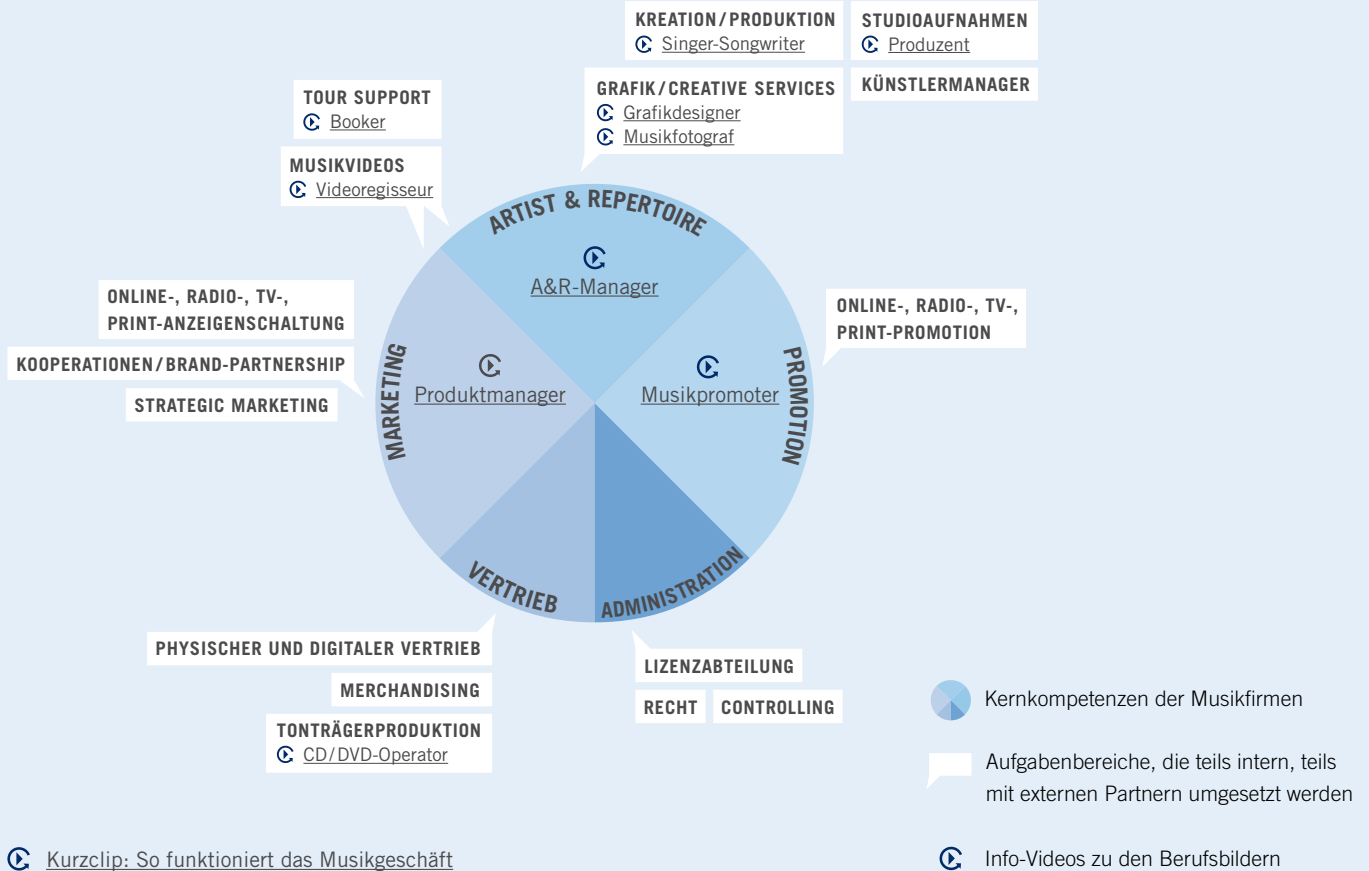 KREATION / PRODUKTION
Singer-Songwriter
STUDIOAUFNAHMEN
Produzent
GRAFIK / CREATIVE SERVICES
Grafikdesigner
Musikfotograf
KÜNSTLERMANAGER
TOUR SUPPORT
Booker
MUSIKVIDEOS
Videoregisseur
ARTIST & REPERTOIRE
A&R-Manager
ONLINE-, RADIO-, TV-,
PRINT-ANZEIGENSCHALTUNG
KOOPERATIONEN / BRAND-PARTNERSHIP
STRATEGIC MARKETING
MARKETING
Produktmanager
Musikpromoter
PROMOTION
ONLINE-, RADIO-, TV-,
PRINT-PROMOTION
VERTRIEB
ADMINISTRATION
PHYSISCHER UND DIGITALER VERTRIEB
MERCHANDISING
TONTRÄGERPRODUKTION
CD / DVD-Operator
LIZENZABTEILUNG
RECHT
CONTROLLING
Kernkompetenzen der Musikfirmen
Aufgabenbereiche, die teils intern, teils
mit externen Partnern umgesetzt werden
Kurzclip: So funktioniert das Musikgeschäft
Info-Videos zu den Berufsbildern